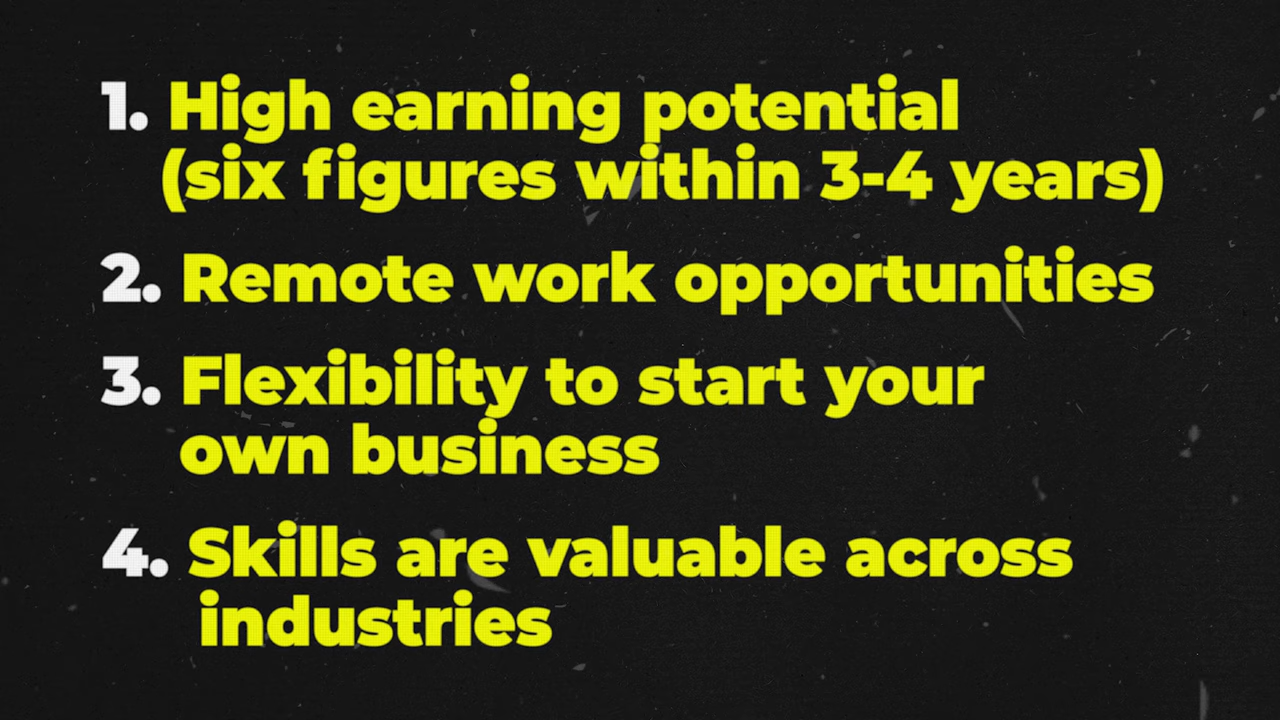 1. High earning potential
(six figures within 3-4 years)
2. Remote work opportunities
3. Flexibility to start your
own business
4. Skills are valuable across
industries